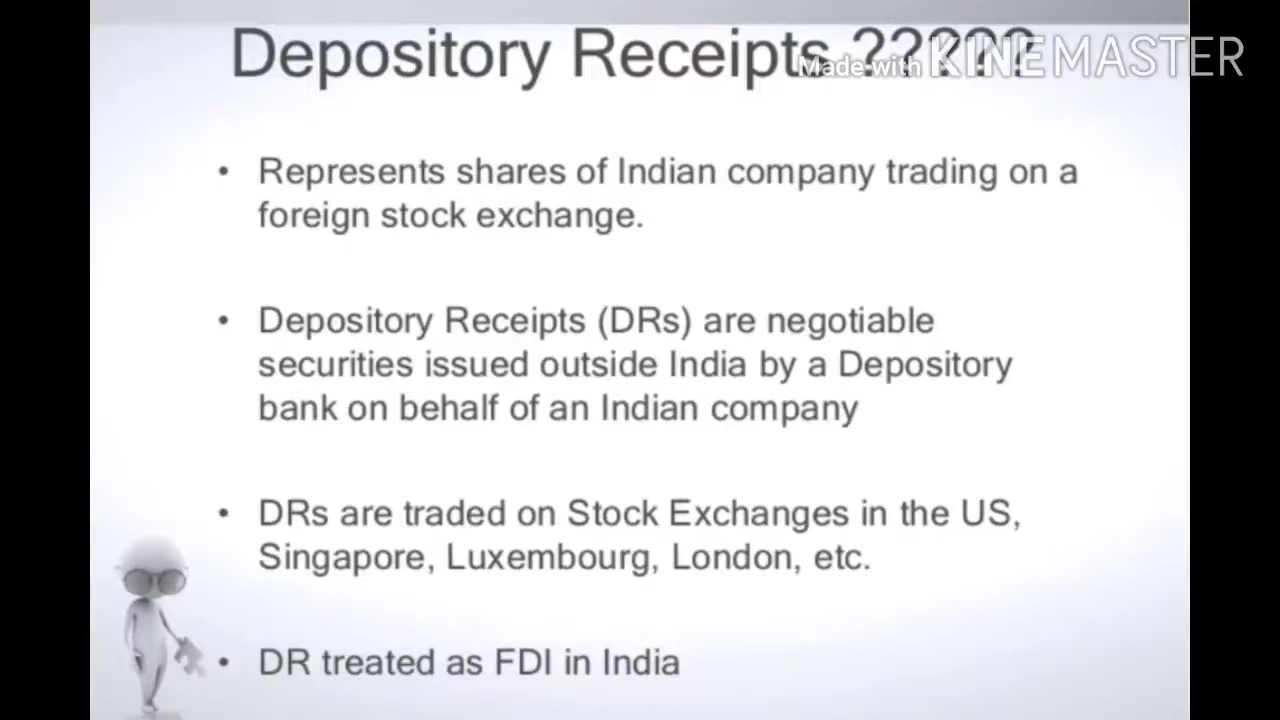 Depository Receipts ?????
Made with KINEMASTER
• Represents shares of Indian company trading on a
foreign stock exchange.
• Depository Receipts (DRs) are negotiable
securities issued outside India by a Depository
bank on behalf of an Indian company
• DRs are traded on Stock Exchanges in the US,
Singapore, Luxembourg, London, etc.
• DR treated as FDI in India